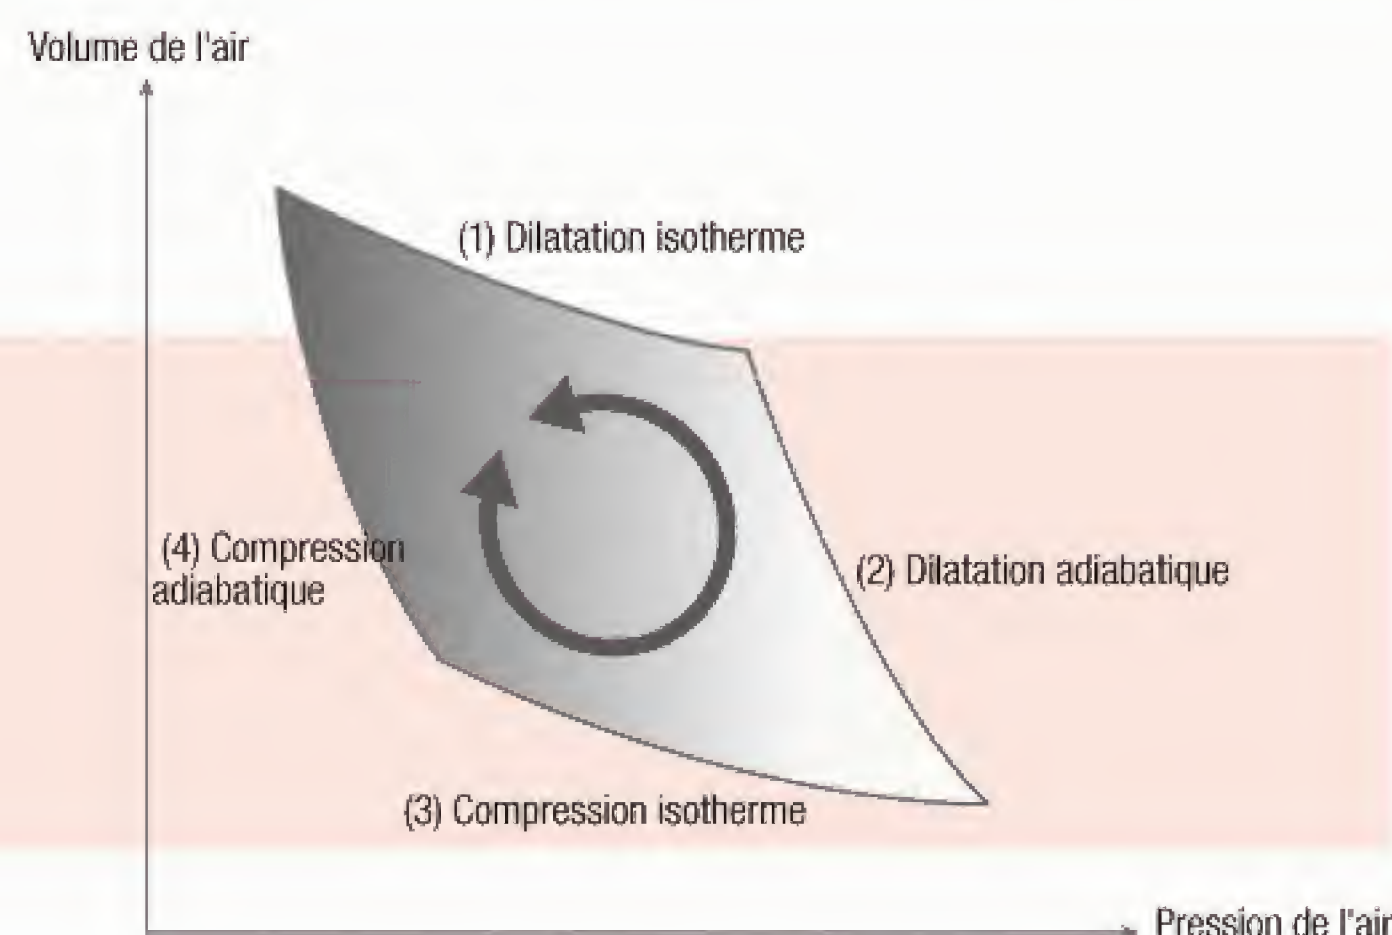 Volume de l'air
(1) Dilatation isotherme
(4) Compression
adiabatique
(2) Dilatation adiabatique
(3) Compression isotherme
Pression de l'air